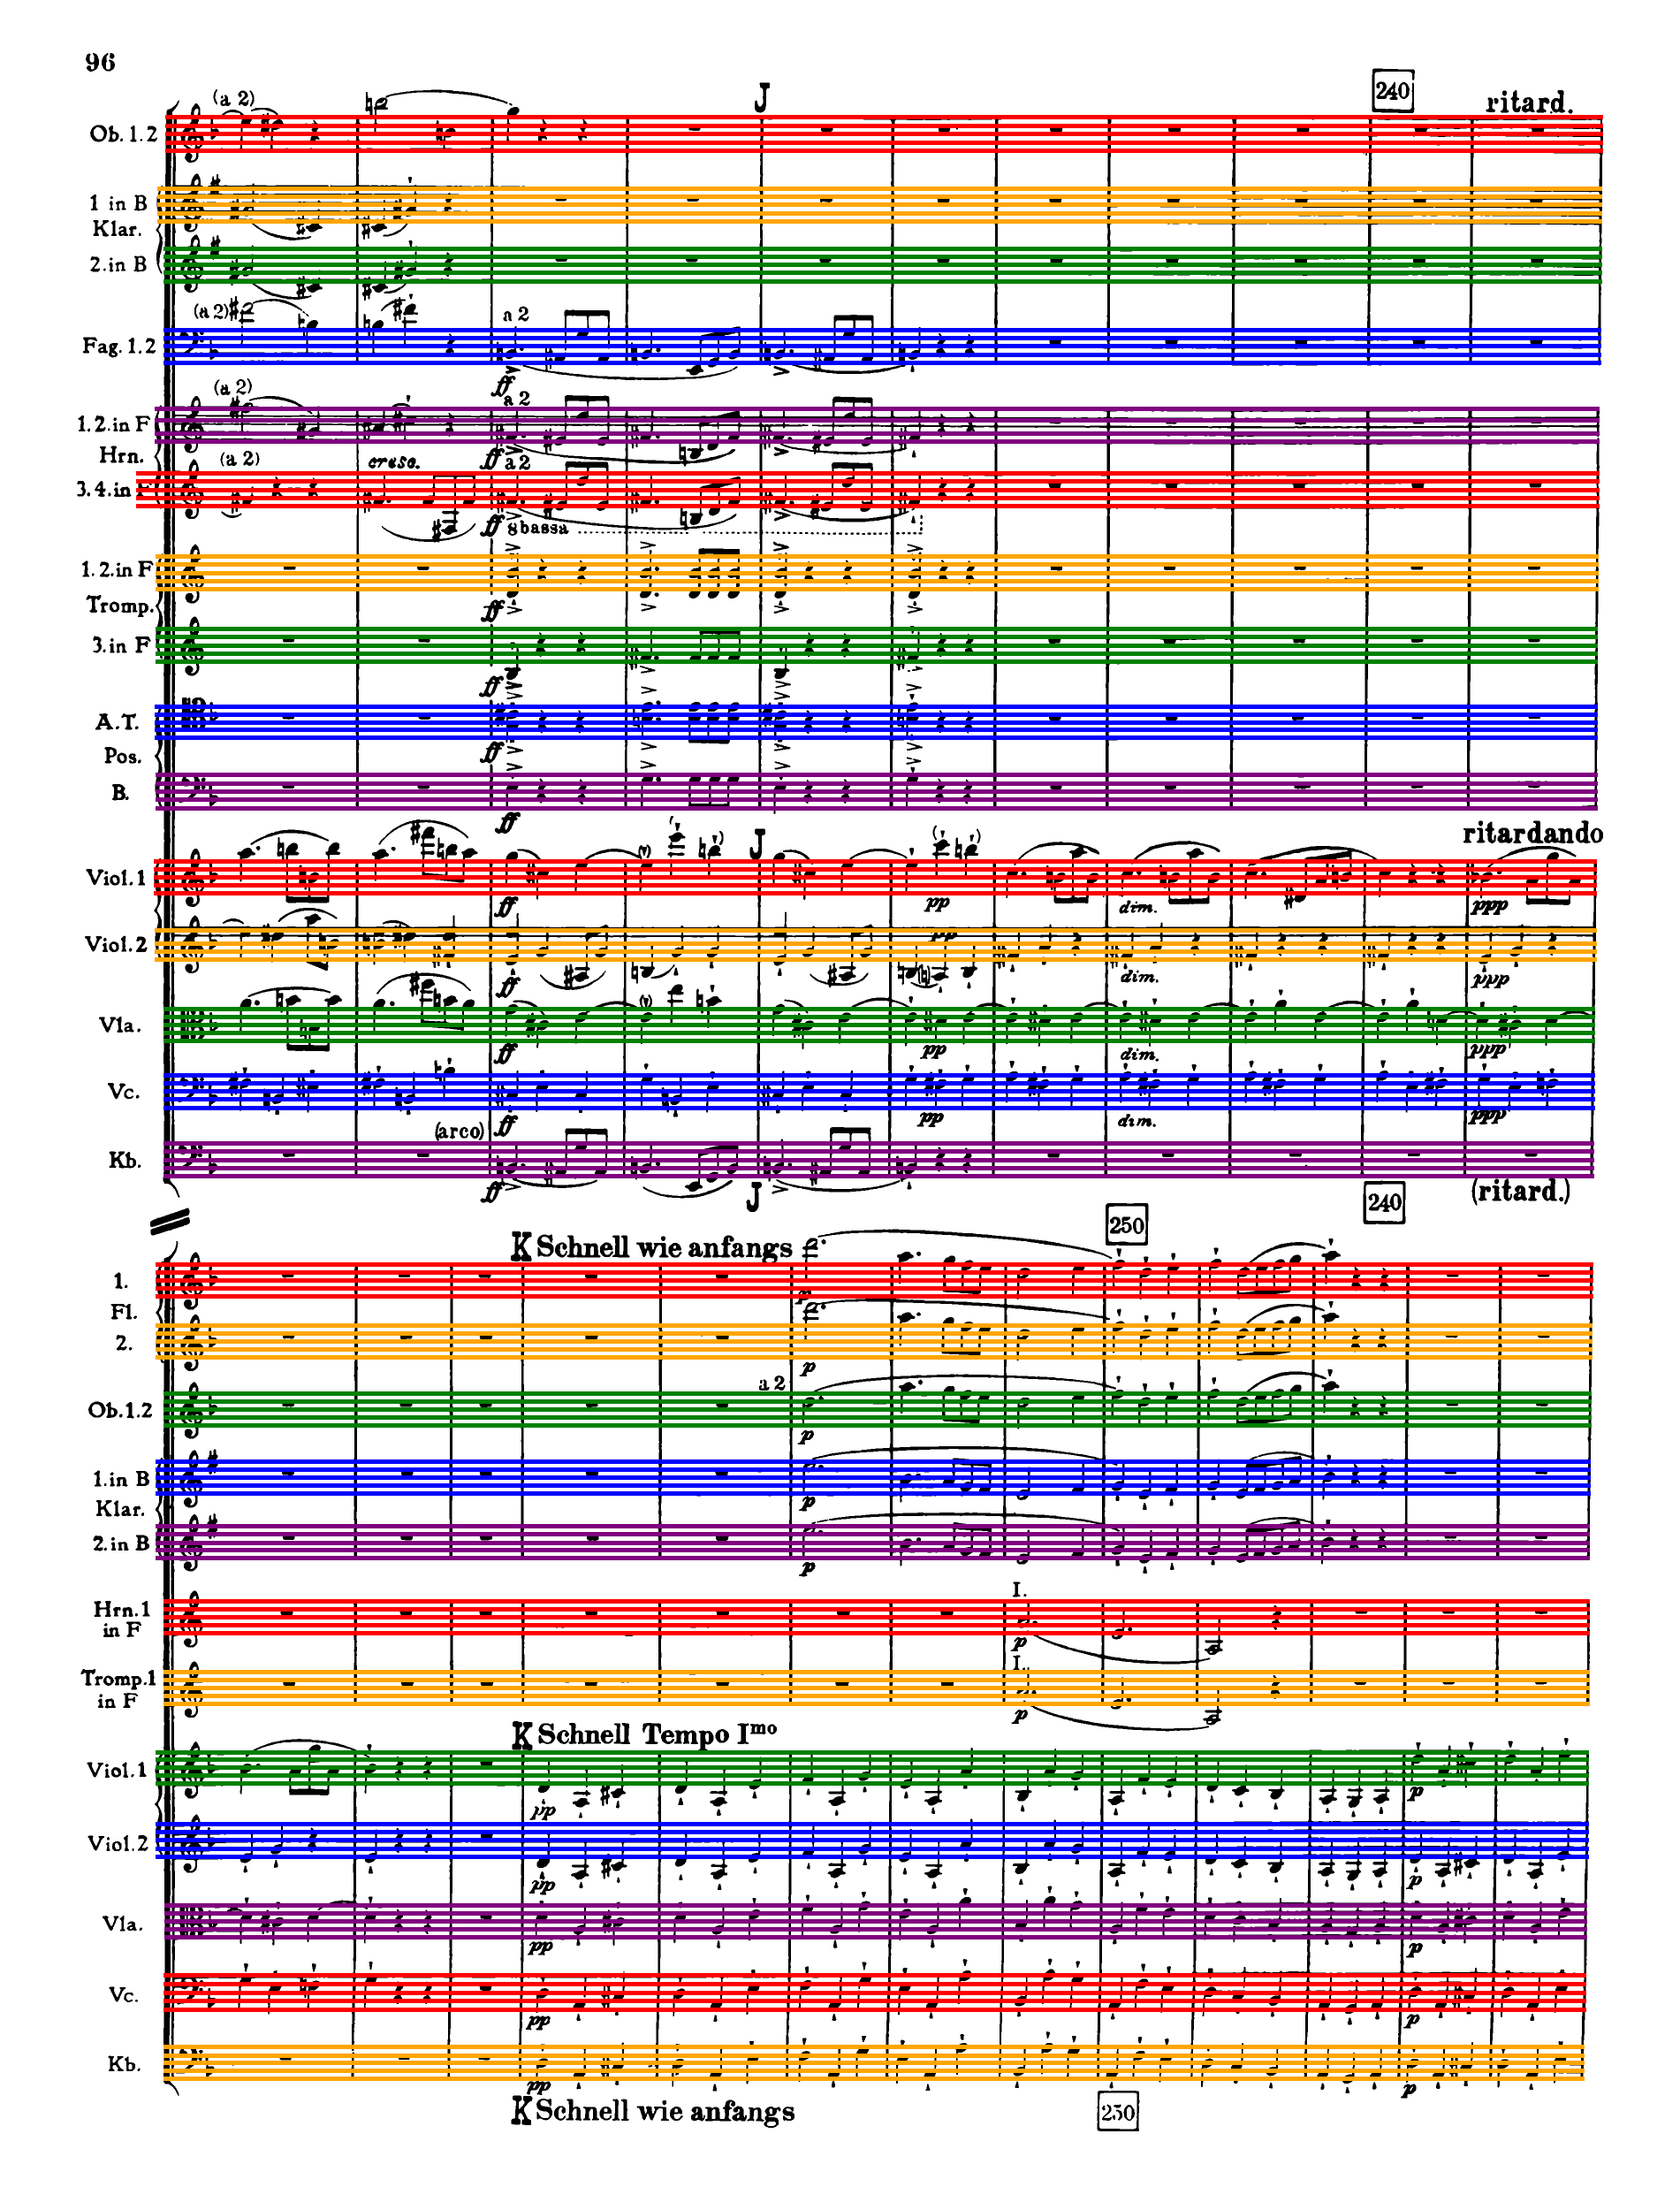 96
(a 2)
J
240
ritard.
Ob. 1. 2
1 in B
Klar.
2. in B
(a 2)
a 2
Fag. 1. 2
ff
(a 2)
a 2
1. 2. in F
Hrn.
ff
(a 2)
cresc.
a 2
3. 4. in F
ff 8bassa
1. 2. in F
Tromp.
ff
3. in F
ff
A. T.
Pos.
ff
B.
ff
J
ritardando
Viol. 1
ff
pp
dim.
ppp
Viol. 2
pp
ff
dim.
ppp
Vla.
ff
pp
dim.
ppp
Vc.
ff
pp
dim.
ppp
(arco)
Kb.
ff
J
240
(ritard.)
250
K Schnell wie anfangs
1.
p
Fl.
2.
p
a 2
Ob. 1. 2
p
1. in B
Klar.
p
2. in B
p
I.
Hrn. 1
in F
p
I.
Tromp. 1
in F
p
K Schnell Tempo Imo
Viol. 1
pp
p
Viol. 2
pp
p
Vla.
pp
p
Vc.
pp
p
Kb.
pp
p
K Schnell wie anfangs
250